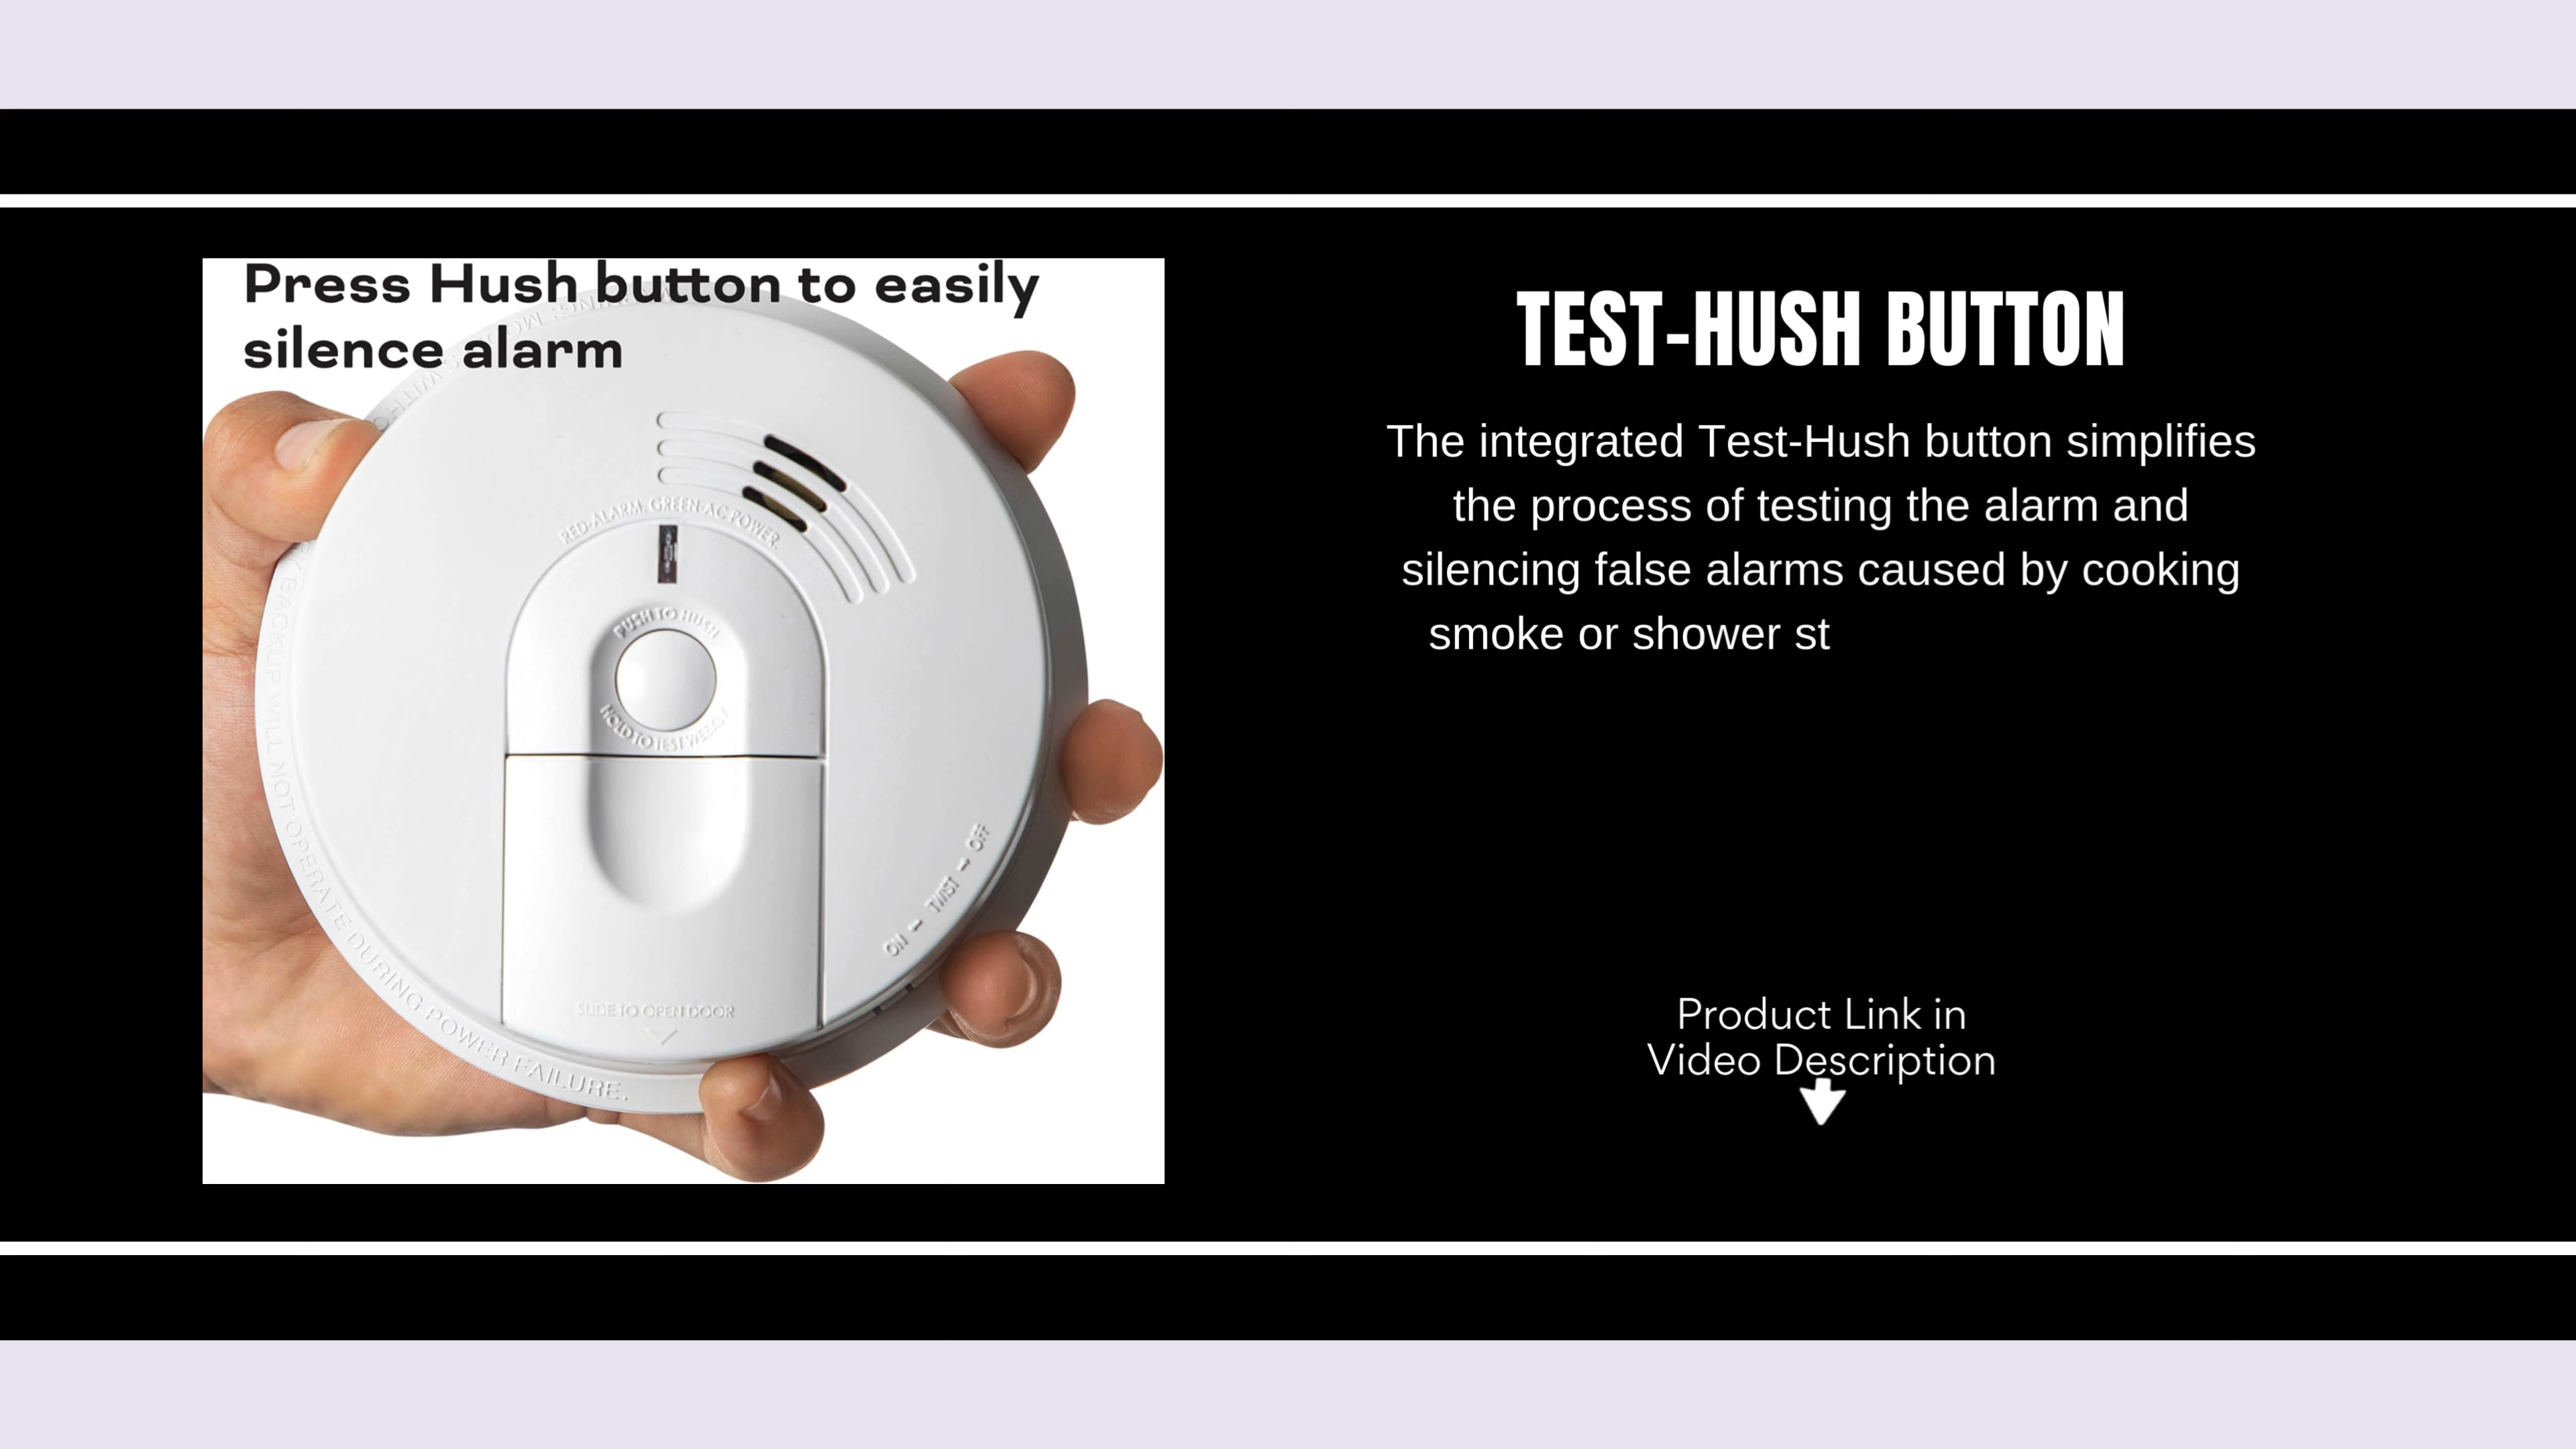 Press Hush button to easily
silence alarm
RED-ALARM. GREEN-AC POWER.
PUSH TO HUSH
HOLD TO TEST WEEKLY
ON ← TWIST → OFF
SLIDE TO OPEN DOOR
BACKUP WILL NOT OPERATE DURING POWER FAILURE.
TEST-HUSH BUTTON
The integrated Test-Hush button simplifies
the process of testing the alarm and
silencing false alarms caused by cooking
smoke or shower st
Product Link in
Video Description